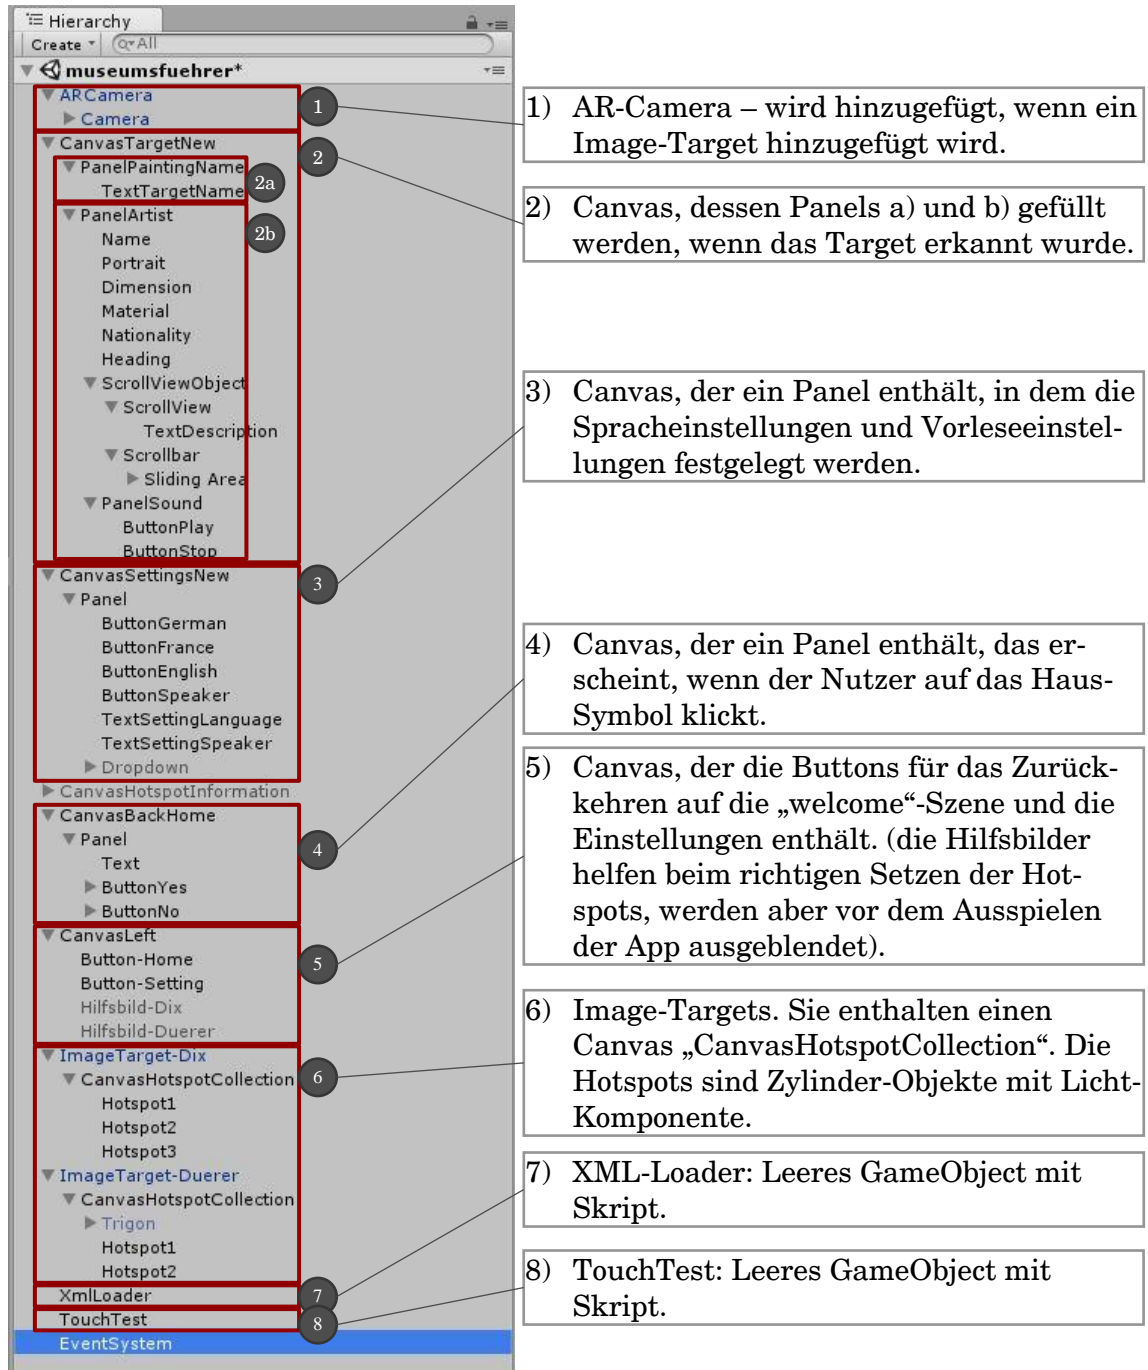 Hierarchy
Create
All
museumsfuehrer*
ARCamera
Camera
CanvasTargetNew
PanelPaintingName
TextTargetName
PanelArtist
Name
Portrait
Dimension
Material
Nationality
Heading
ScrollViewObject
ScrollView
TextDescription
Scrollbar
Sliding Area
PanelSound
ButtonPlay
ButtonStop
CanvasSettingsNew
Panel
ButtonGerman
ButtonFrance
ButtonEnglish
ButtonSpeaker
TextSettingLanguage
TextSettingSpeaker
Dropdown
CanvasHotspotInformation
CanvasBackHome
Panel
Text
ButtonYes
ButtonNo
CanvasLeft
Button-Home
Button-Setting
Hilfsbild-Dix
Hilfsbild-Duerer
ImageTarget-Dix
CanvasHotspotCollection
Hotspot1
Hotspot2
Hotspot3
ImageTarget-Duerer
CanvasHotspotCollection
Trigon
Hotspot1
Hotspot2
XmlLoader
TouchTest
EventSystem
1
2
2a
2b
3
4
5
6
7
8
1) AR-Camera – wird hinzugefügt, wenn ein
Image-Target hinzugefügt wird.
2) Canvas, dessen Panels a) und b) gefüllt
werden, wenn das Target erkannt wurde.
3) Canvas, der ein Panel enthält, in dem die
Spracheinstellungen und Vorleseeinstel-
lungen festgelegt werden.
4) Canvas, der ein Panel enthält, das er-
scheint, wenn der Nutzer auf das Haus-
Symbol klickt.
5) Canvas, der die Buttons für das Zurück-
kehren auf die „welcome“-Szene und die
Einstellungen enthält. (die Hilfsbilder
helfen beim richtigen Setzen der Hot-
spots, werden aber vor dem Ausspielen
der App ausgeblendet).
6) Image-Targets. Sie enthalten einen
Canvas „CanvasHotspotCollection“. Die
Hotspots sind Zylinder-Objekte mit Licht-
Komponente.
7) XML-Loader: Leeres GameObject mit
Skript.
8) TouchTest: Leeres GameObject mit
Skript.